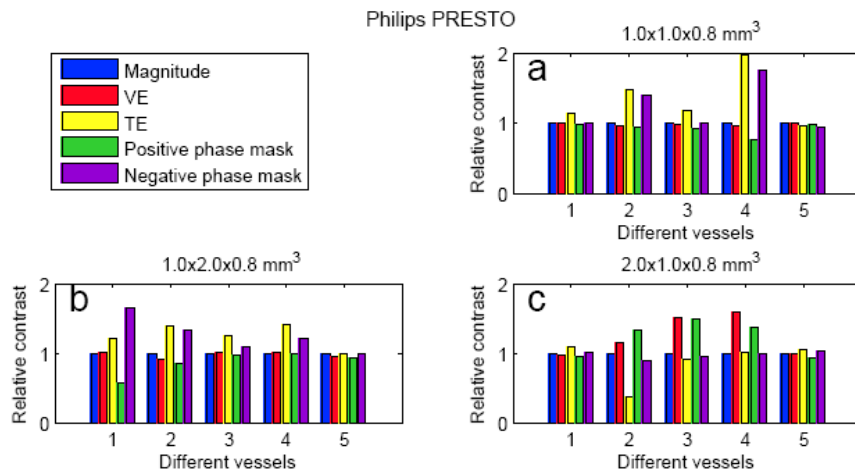 Philips PRESTO
Magnitude
VE
TE
Positive phase mask
Negative phase mask
1.0x1.0x0.8 mm³
a
2
1
0
Relative contrast
1 2 3 4 5
Different vessels
1.0x2.0x0.8 mm³
b
2
1
0
Relative contrast
1 2 3 4 5
Different vessels
2.0x1.0x0.8 mm³
c
2
1
0
Relative contrast
1 2 3 4 5
Different vessels